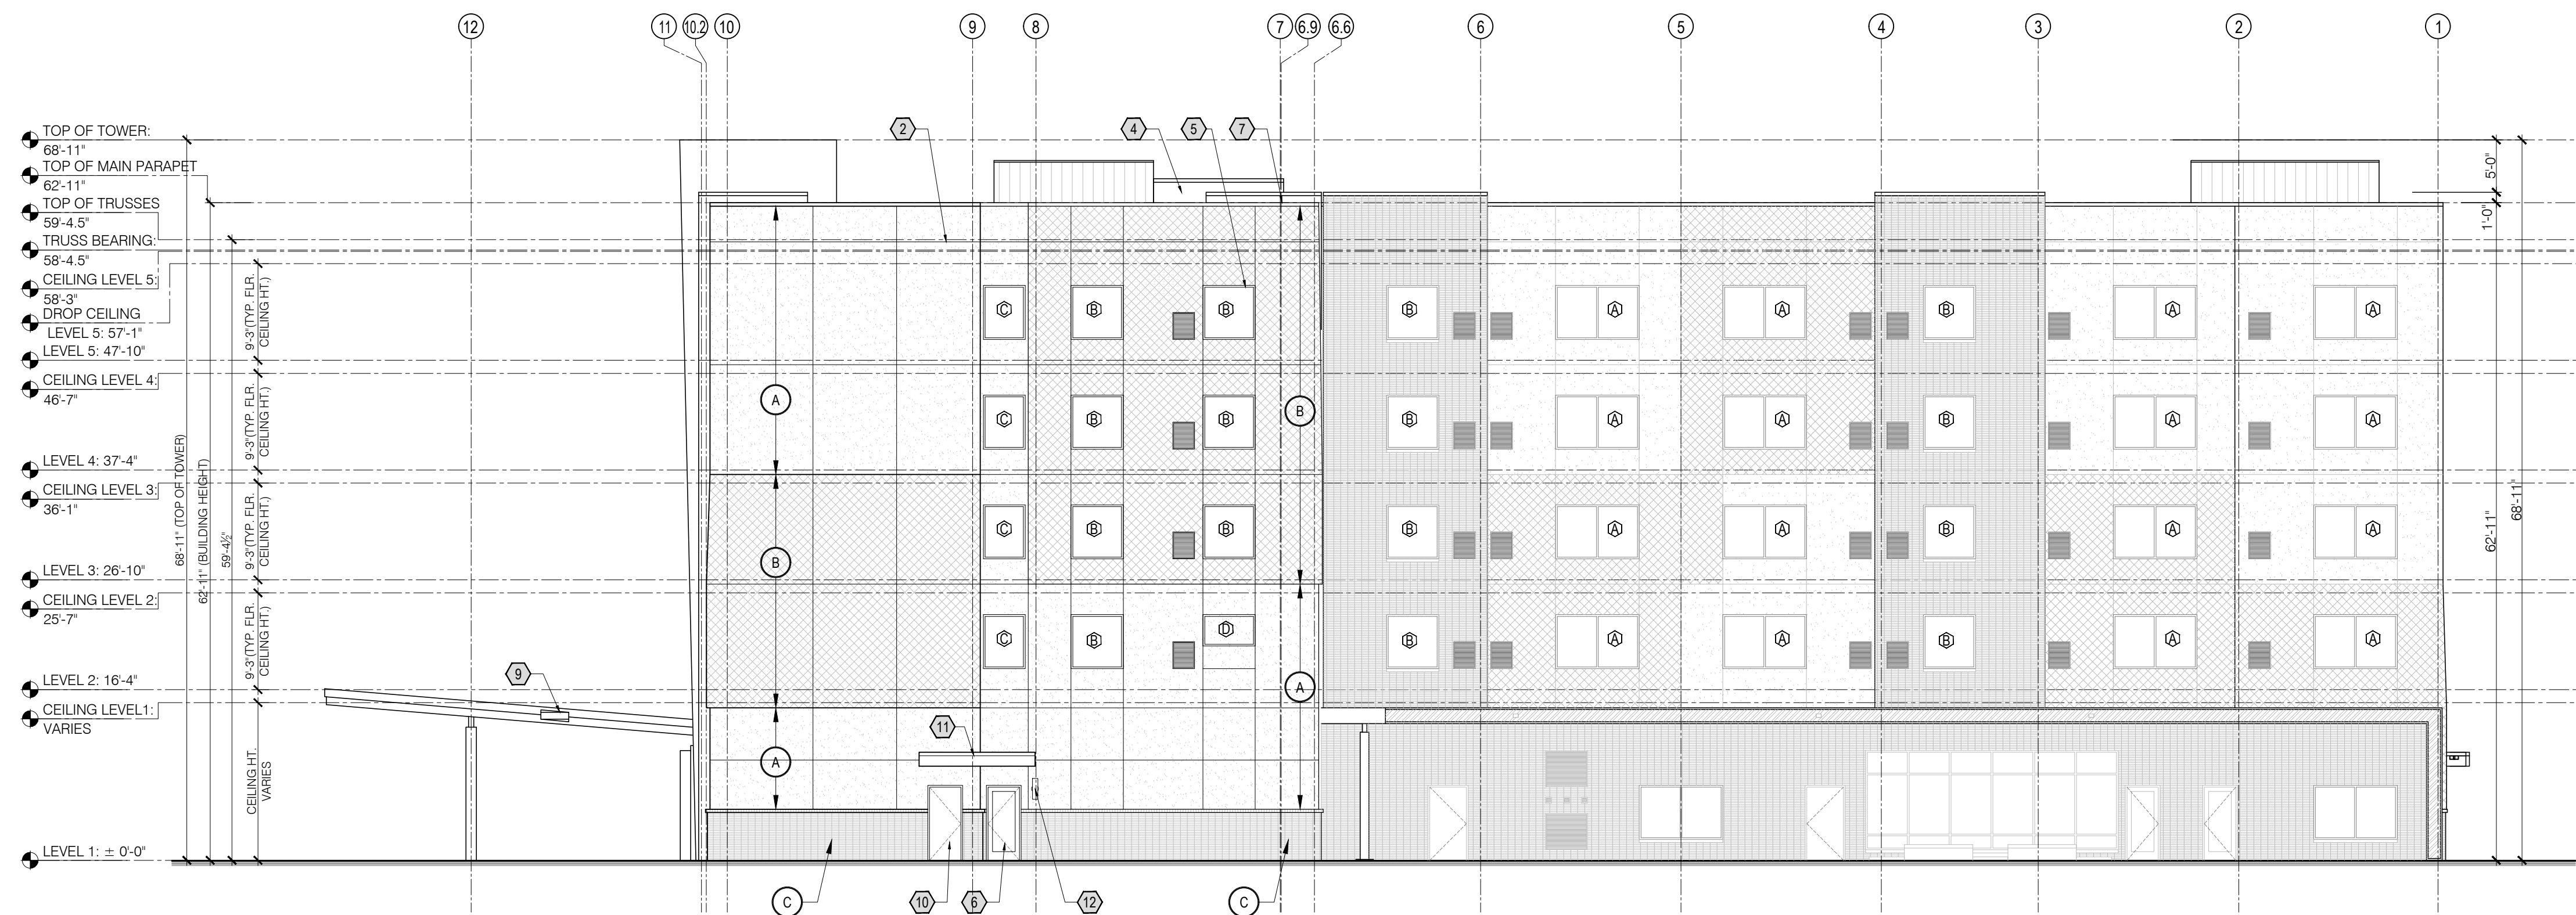 12
11
10.2
10
9
8
7
6.9
6.6
6
5
4
3
2
1
2
4
5
7
TOP OF TOWER:
68'-11"
TOP OF MAIN PARAPET
62'-11"
TOP OF TRUSSES
59'-4.5"
TRUSS BEARING:
58'-4.5"
CEILING LEVEL 5:
58'-3"
DROP CEILING
LEVEL 5: 57'-1"
LEVEL 5: 47'-10"
CEILING LEVEL 4:
46'-7"
LEVEL 4: 37'-4"
CEILING LEVEL 3:
36'-1"
LEVEL 3: 26'-10"
CEILING LEVEL 2:
25'-7"
LEVEL 2: 16'-4"
CEILING LEVEL1:
VARIES
LEVEL 1: ± 0'-0"
68'-11" (TOP OF TOWER)
62'-11" (BUILDING HEIGHT)
59'-4½"
9'-3"(TYP. FLR.
CEILING HT.)
9'-3"(TYP. FLR.
CEILING HT.)
9'-3"(TYP. FLR.
CEILING HT.)
9'-3"(TYP. FLR.
CEILING HT.)
CEILING HT.
VARIES
5'-0"
1'-0"
62'-11"
68'-11"
C B B B A A B A A
A B
C B B B A A B A A
C B B B A A B A A
B
C B D B A A B A A
A
9
11
A
C
10
6
12
C